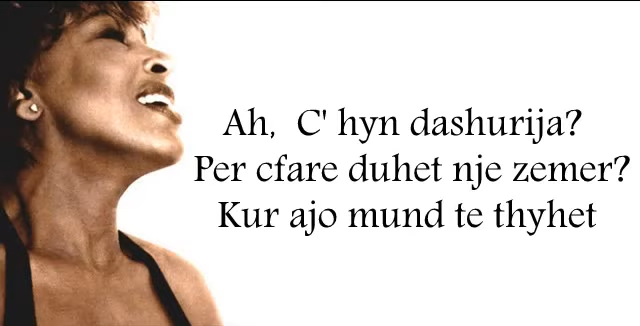 Ah, C' hyn dashurija?
Per cfare duhet nje zemer?
Kur ajo mund te thyhet